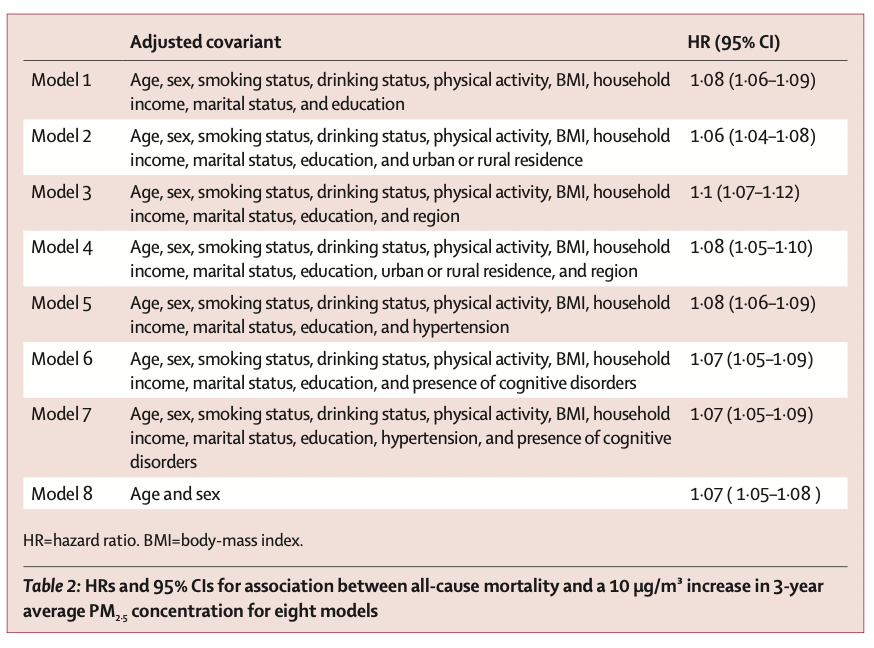 Adjusted covariant HR (95% CI)
Model 1 Age, sex, smoking status, drinking status, physical activity, BMI, household 1·08 (1·06–1·09)
income, marital status, and education
Model 2 Age, sex, smoking status, drinking status, physical activity, BMI, household 1·06 (1·04–1·08)
income, marital status, education, and urban or rural residence
Model 3 Age, sex, smoking status, drinking status, physical activity, BMI, household 1·1 (1·07–1·12)
income, marital status, education, and region
Model 4 Age, sex, smoking status, drinking status, physical activity, BMI, household 1·08 (1·05–1·10)
income, marital status, education, urban or rural residence, and region
Model 5 Age, sex, smoking status, drinking status, physical activity, BMI, household 1·08 (1·06–1·09)
income, marital status, education, and hypertension
Model 6 Age, sex, smoking status, drinking status, physical activity, BMI, household 1·07 (1·05–1·09)
income, marital status, education, and presence of cognitive disorders
Model 7 Age, sex, smoking status, drinking status, physical activity, BMI, household 1·07 (1·05–1·09)
income, marital status, education, hypertension, and presence of cognitive
disorders
Model 8 Age and sex 1·07 ( 1·05–1·08 )
HR=hazard ratio. BMI=body-mass index.
Table 2: HRs and 95% CIs for association between all-cause mortality and a 10 µg/m³ increase in 3-year
average PM₂·₅ concentration for eight models